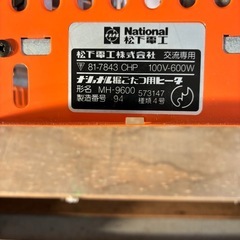 National
松下電工
松下電工株式会社 交流専用
81-7843 CHP 100V-600W
ナショナル掘ごたつ用ヒータ
形名 MH-9600 573147
製造番号 94 種類4号